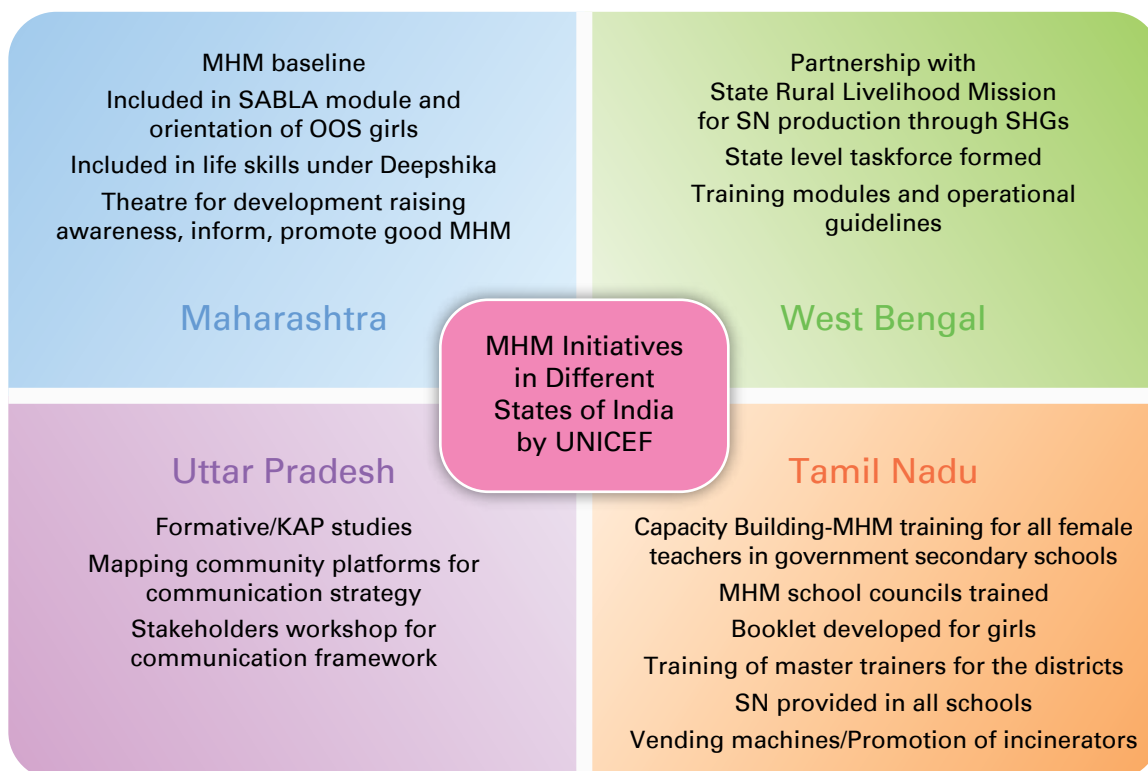 MHM baseline
Included in SABLA module and
orientation of OOS girls
Included in life skills under Deepshika
Theatre for development raising
awareness, inform, promote good MHM
Maharashtra
Partnership with
State Rural Livelihood Mission
for SN production through SHGs
State level taskforce formed
Training modules and operational
guidelines
West Bengal
MHM Initiatives
in Different
States of India
by UNICEF
Uttar Pradesh
Formative/KAP studies
Mapping community platforms for
communication strategy
Stakeholders workshop for
communication framework
Tamil Nadu
Capacity Building-MHM training for all female
teachers in government secondary schools
MHM school councils trained
Booklet developed for girls
Training of master trainers for the districts
SN provided in all schools
Vending machines/Promotion of incinerators